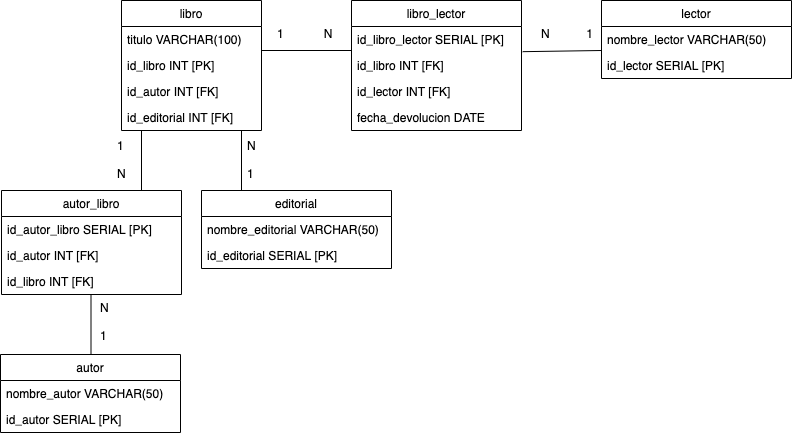 libro
titulo VARCHAR(100)
id_libro INT [PK]
id_autor INT [FK]
id_editorial INT [FK]
1
N
libro_lector
id_libro_lector SERIAL [PK]
id_libro INT [FK]
id_lector INT [FK]
fecha_devolucion DATE
N
1
lector
nombre_lector VARCHAR(50)
id_lector SERIAL [PK]
1
N
N
1
autor_libro
id_autor_libro SERIAL [PK]
id_autor INT [FK]
id_libro INT [FK]
editorial
nombre_editorial VARCHAR(50)
id_editorial SERIAL [PK]
N
1
autor
nombre_autor VARCHAR(50)
id_autor SERIAL [PK]